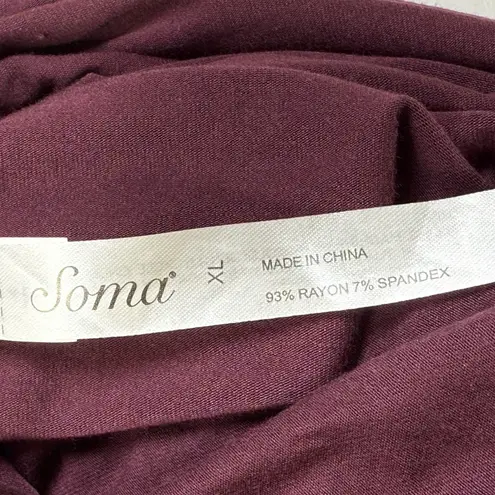 Soma®
XL
MADE IN CHINA
93% RAYON 7% SPANDEX